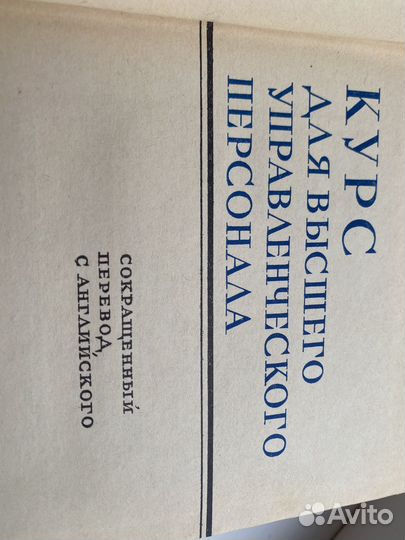 КУРС
ДЛЯ ВЫСШЕГО
УПРАВЛЕНЧЕСКОГО
ПЕРСОНАЛА
СОКРАЩЕННЫЙ
ПЕРЕВОД
С АНГЛИЙСКОГО
Avito